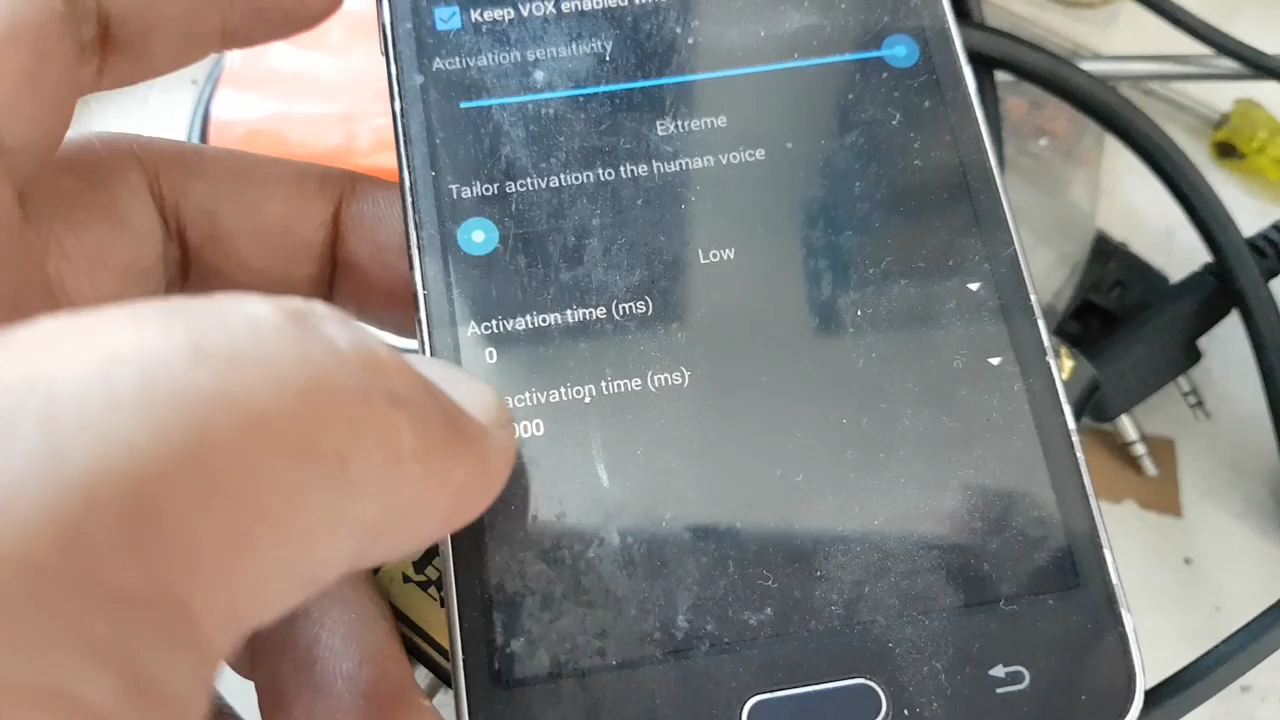 Keep VOX enabled
Activation sensitivity
Extreme
Tailor activation to the human voice
Low
Activation time (ms)
0
activation time (ms)
000